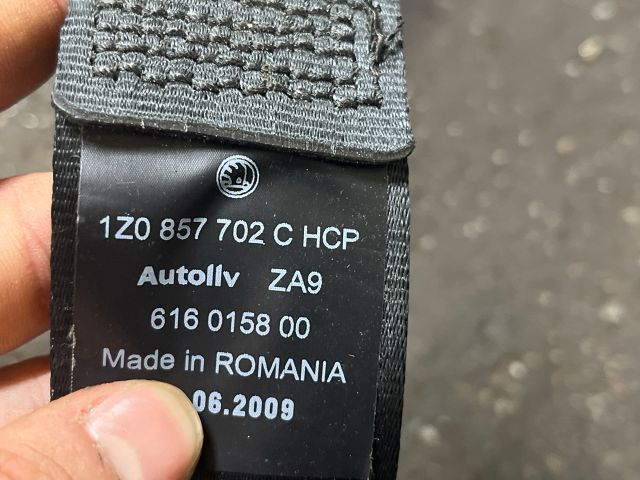 1Z0 857 702 C HCP
Autoliv ZA9
616 0158 00
Made in ROMANIA
06.2009